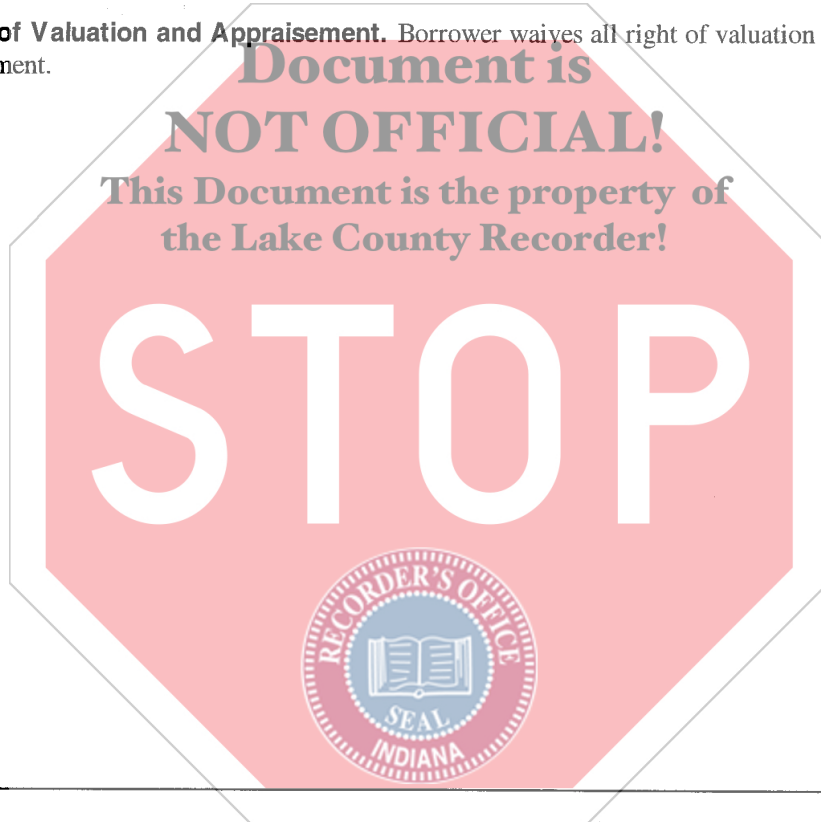 of Valuation and Appraisement. Borrower waives all right of valuation
ment.
Document is
NOT OFFICIAL!
This Document is the property of
the Lake County Recorder!
STOP
RECORDER'S OFFICE
SEAL
INDIANA